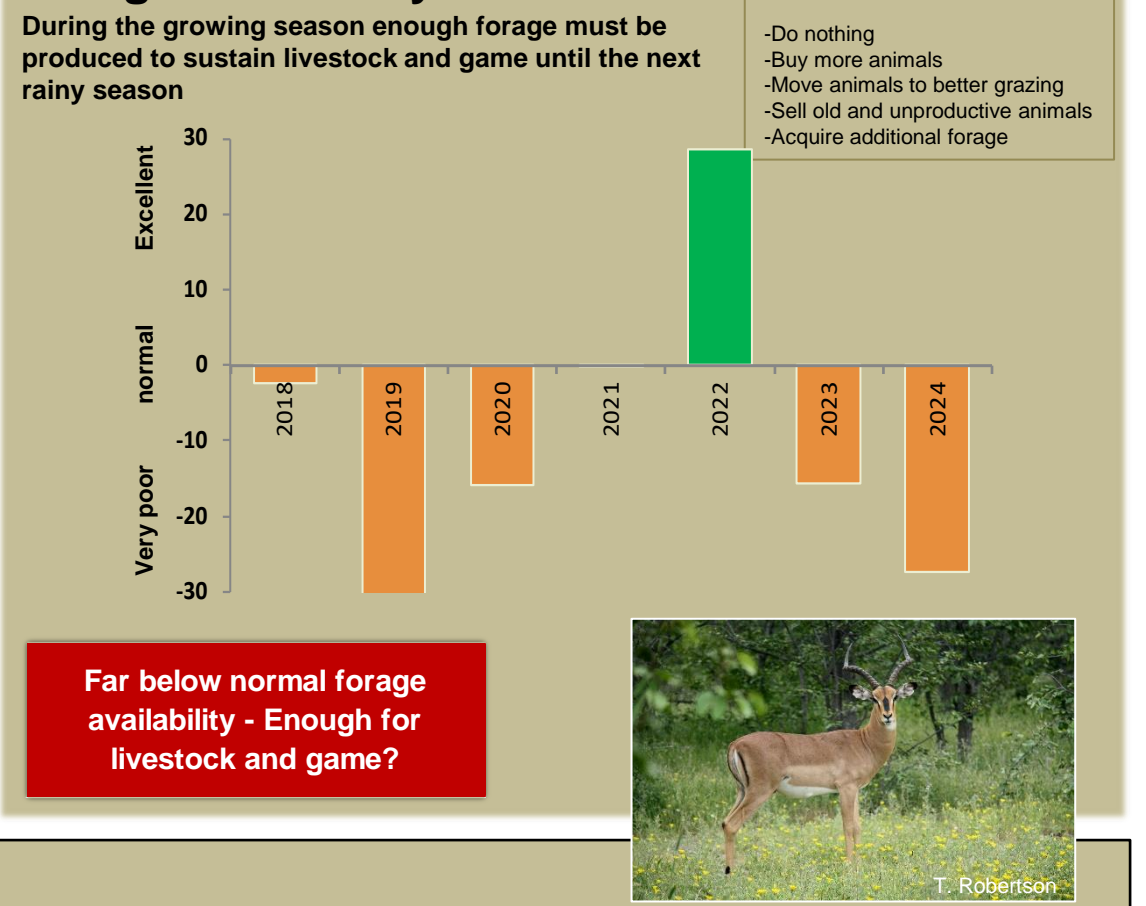 During the growing season enough forage must be
produced to sustain livestock and game until the next
rainy season
-Do nothing
-Buy more animals
-Move animals to better grazing
-Sell old and unproductive animals
-Acquire additional forage
30
20
10
0
-10
-20
-30
Excellent
normal
Very poor
2018
2019
2020
2021
2022
2023
2024
Far below normal forage
availability - Enough for
livestock and game?
T. Robertson